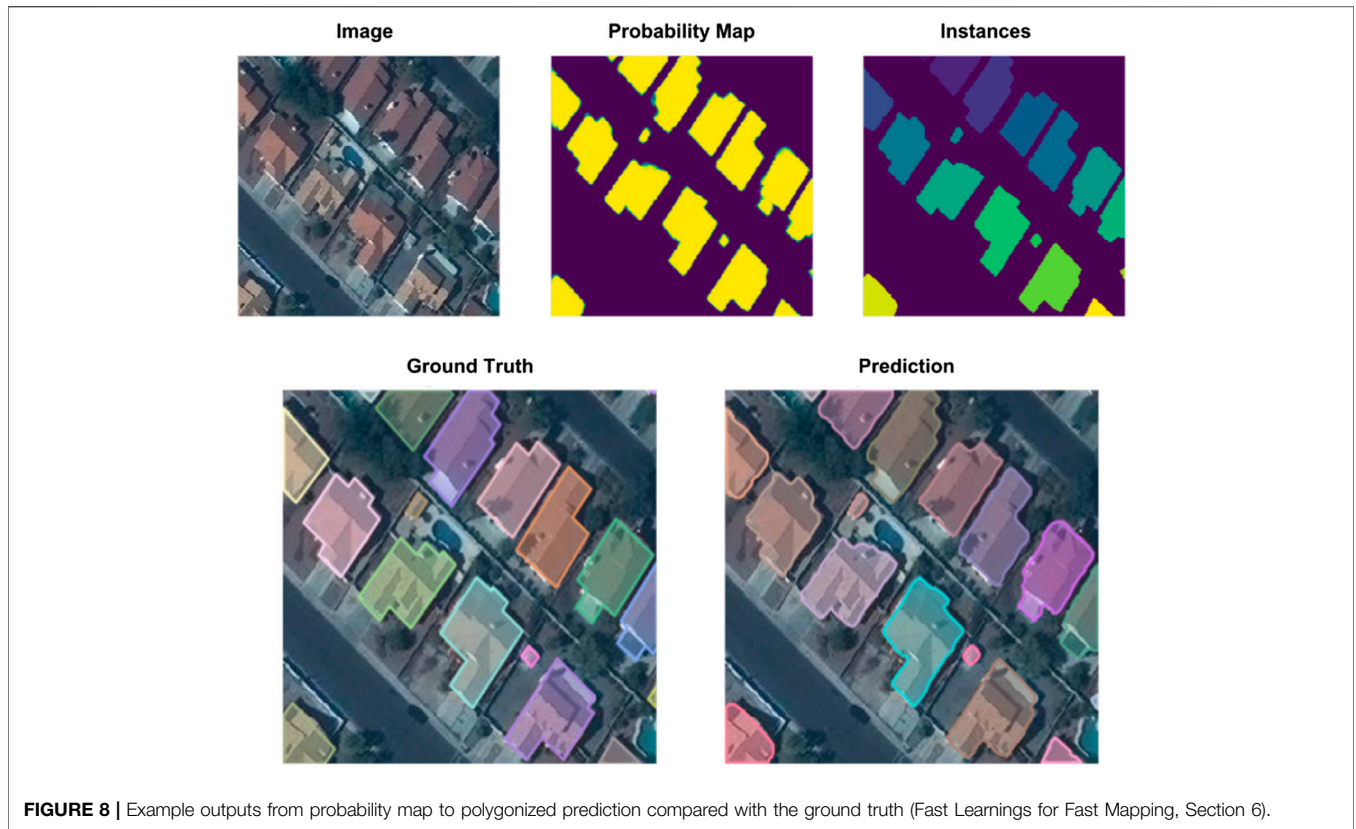 Image
Probability Map
Instances
Ground Truth
Prediction
FIGURE 8 | Example outputs from probability map to polygonized prediction compared with the ground truth (Fast Learnings for Fast Mapping, Section 6).